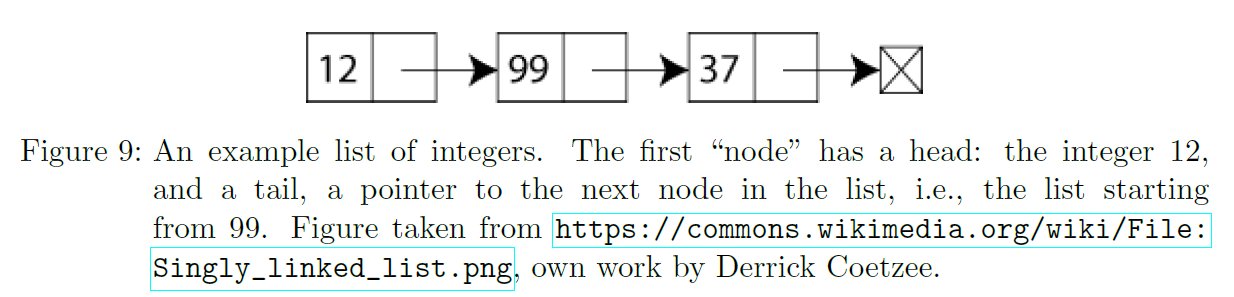 12 99 37
Figure 9: An example list of integers. The first “node” has a head: the integer 12,
and a tail, a pointer to the next node in the list, i.e., the list starting
from 99. Figure taken from https://commons.wikimedia.org/wiki/File:
Singly_linked_list.png, own work by Derrick Coetzee.